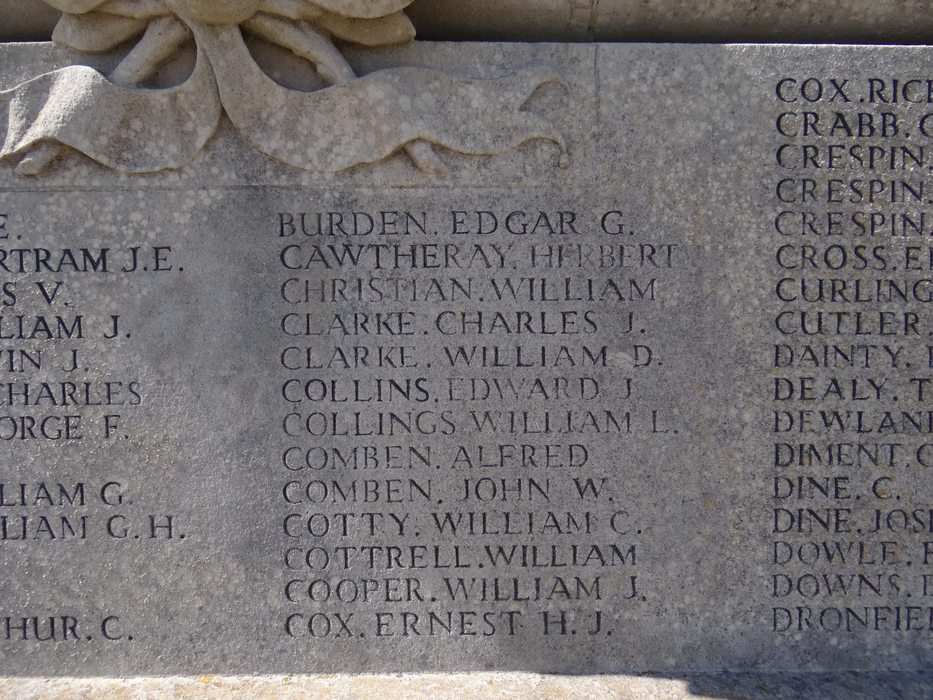 E.
RTRAM J.E.
S V.
LIAM J.
VIN J.
CHARLES
ORGE F.
LIAM G.
LLIAM G.H.
HUR. C.
BURDEN. EDGAR G.
CAWTHERAY. HERBERT
CHRISTIAN. WILLIAM
CLARKE. CHARLES J.
CLARKE. WILLIAM D.
COLLINS. EDWARD J
COLLINGS WILLIAM L.
COMBEN. ALFRED
COMBEN. JOHN W.
COTTY. WILLIAM C.
COTTRELL. WILLIAM
COOPER. WILLIAM J.
COX. ERNEST H.J.
COX. RICH
CRABB. G
CRESPIN.
CRESPIN.
CRESPIN.
CROSS. E
CURLING
CUTLER.
DAINTY.
DEALY. T
DEWLAN
DIMENT. C
DINE. C.
DINE. JOS
DOWLE. F
DOWNS.
DRONFIE